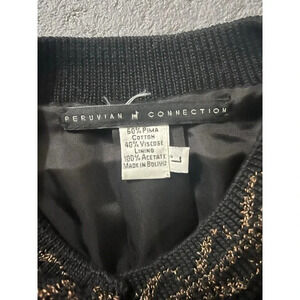 PERUVIAN CONNECTION
60% PIMA
COTTON
40% VISCOSE
LINING
100% ACETATE
MADE IN BOLIVIA
L